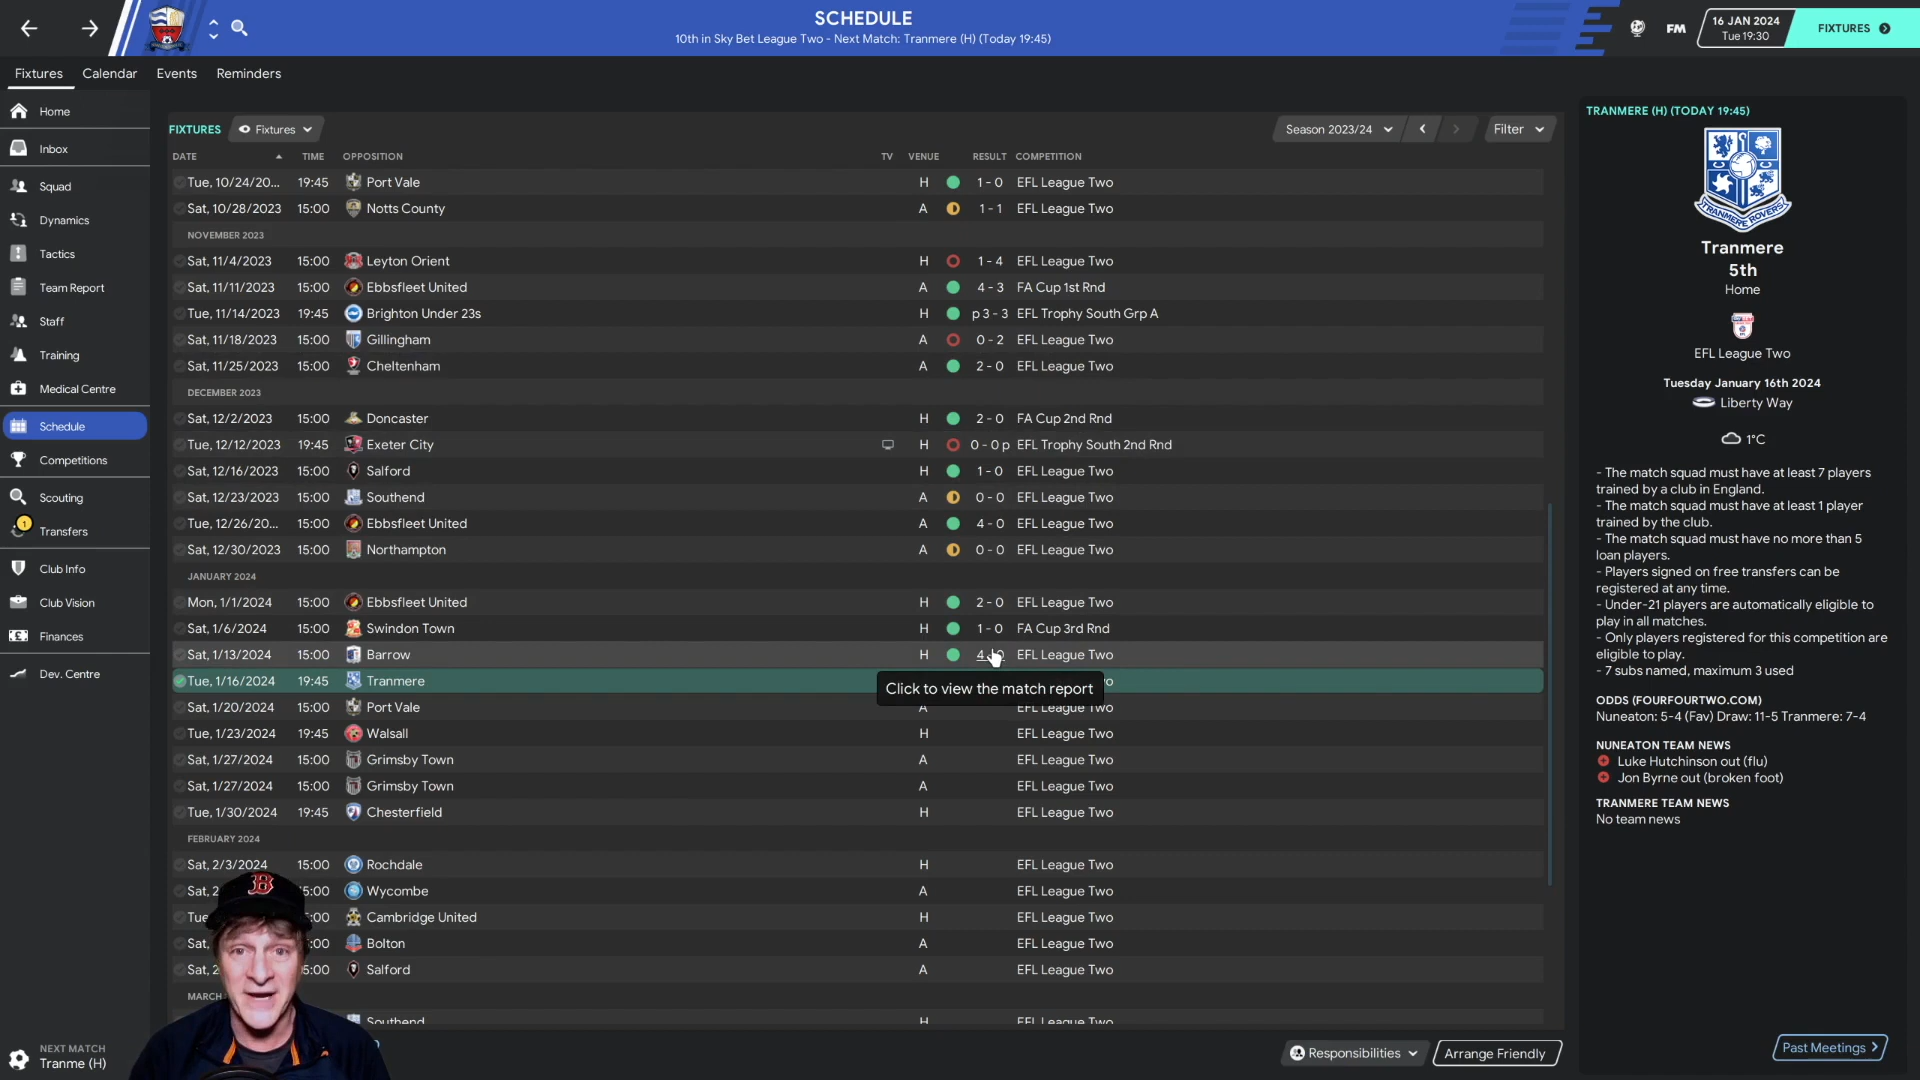 SCHEDULE
10th in Sky Bet League Two - Next Match: Tranmere (H) (Today 19:45)
FM
16 JAN 2024
Tue 19:30
FIXTURES
Fixtures Calendar Events Reminders
Home
Inbox
Squad
Dynamics
Tactics
Team Report
Staff
Training
Medical Centre
Schedule
Competitions
Scouting
1
Transfers
Club Info
Club Vision
Finances
Dev. Centre
NEXT MATCH
Tranme (H)
FIXTURES Fixtures Season 2023/24 Filter
DATE TIME OPPOSITION TV VENUE RESULT COMPETITION
Tue, 10/24/20... 19:45 Port Vale H 1 - 0 EFL League Two
Sat, 10/28/2023 15:00 Notts County A 1 - 1 EFL League Two
NOVEMBER 2023
Sat, 11/4/2023 15:00 Leyton Orient H 1 - 4 EFL League Two
Sat, 11/11/2023 15:00 Ebbsfleet United A 4 - 3 FA Cup 1st Rnd
Tue, 11/14/2023 19:45 Brighton Under 23s H p 3 - 3 EFL Trophy South Grp A
Sat, 11/18/2023 15:00 Gillingham A 0 - 2 EFL League Two
Sat, 11/25/2023 15:00 Cheltenham A 2 - 0 EFL League Two
DECEMBER 2023
Sat, 12/2/2023 15:00 Doncaster H 2 - 0 FA Cup 2nd Rnd
Tue, 12/12/2023 19:45 Exeter City H 0 - 0 p EFL Trophy South 2nd Rnd
Sat, 12/16/2023 15:00 Salford H 1 - 0 EFL League Two
Sat, 12/23/2023 15:00 Southend A 0 - 0 EFL League Two
Tue, 12/26/20... 15:00 Ebbsfleet United A 4 - 0 EFL League Two
Sat, 12/30/2023 15:00 Northampton A 0 - 0 EFL League Two
JANUARY 2024
Mon, 1/1/2024 15:00 Ebbsfleet United H 2 - 0 EFL League Two
Sat, 1/6/2024 15:00 Swindon Town H 1 - 0 FA Cup 3rd Rnd
Sat, 1/13/2024 15:00 Barrow H 4 EFL League Two
Tue, 1/16/2024 19:45 Tranmere
Click to view the match report
Sat, 1/20/2024 15:00 Port Vale A EFL League Two
Tue, 1/23/2024 19:45 Walsall H EFL League Two
Sat, 1/27/2024 15:00 Grimsby Town A EFL League Two
Sat, 1/27/2024 15:00 Grimsby Town A EFL League Two
Tue, 1/30/2024 19:45 Chesterfield H EFL League Two
FEBRUARY 2024
Sat, 2/3/2024 15:00 Rochdale H EFL League Two
Sat, 2 5:00 Wycombe A EFL League Two
Tue :00 Cambridge United H EFL League Two
Sat, :00 Bolton A EFL League Two
Sat, 2 5:00 Salford A EFL League Two
MARCH
Southend H EFL League Two
B
Responsibilities Arrange Friendly
TRANMERE (H) (TODAY 19:45)
TRANMERE ROVERS
Tranmere
5th
Home
EFL League Two
Tuesday January 16th 2024
Liberty Way
1°C
- The match squad must have at least 7 players
trained by a club in England.
- The match squad must have at least 1 player
trained by the club.
- The match squad must have no more than 5
loan players.
- Players signed on free transfers can be
registered at any time.
- Under-21 players are automatically eligible to
play in all matches.
- Only players registered for this competition are
eligible to play.
- 7 subs named, maximum 3 used
ODDS (FOURFOURTWO.COM)
Nuneaton: 5-4 (Fav) Draw: 11-5 Tranmere: 7-4
NUNEATON TEAM NEWS
Luke Hutchinson out (flu)
Jon Byrne out (broken foot)
TRANMERE TEAM NEWS
No team news
Past Meetings